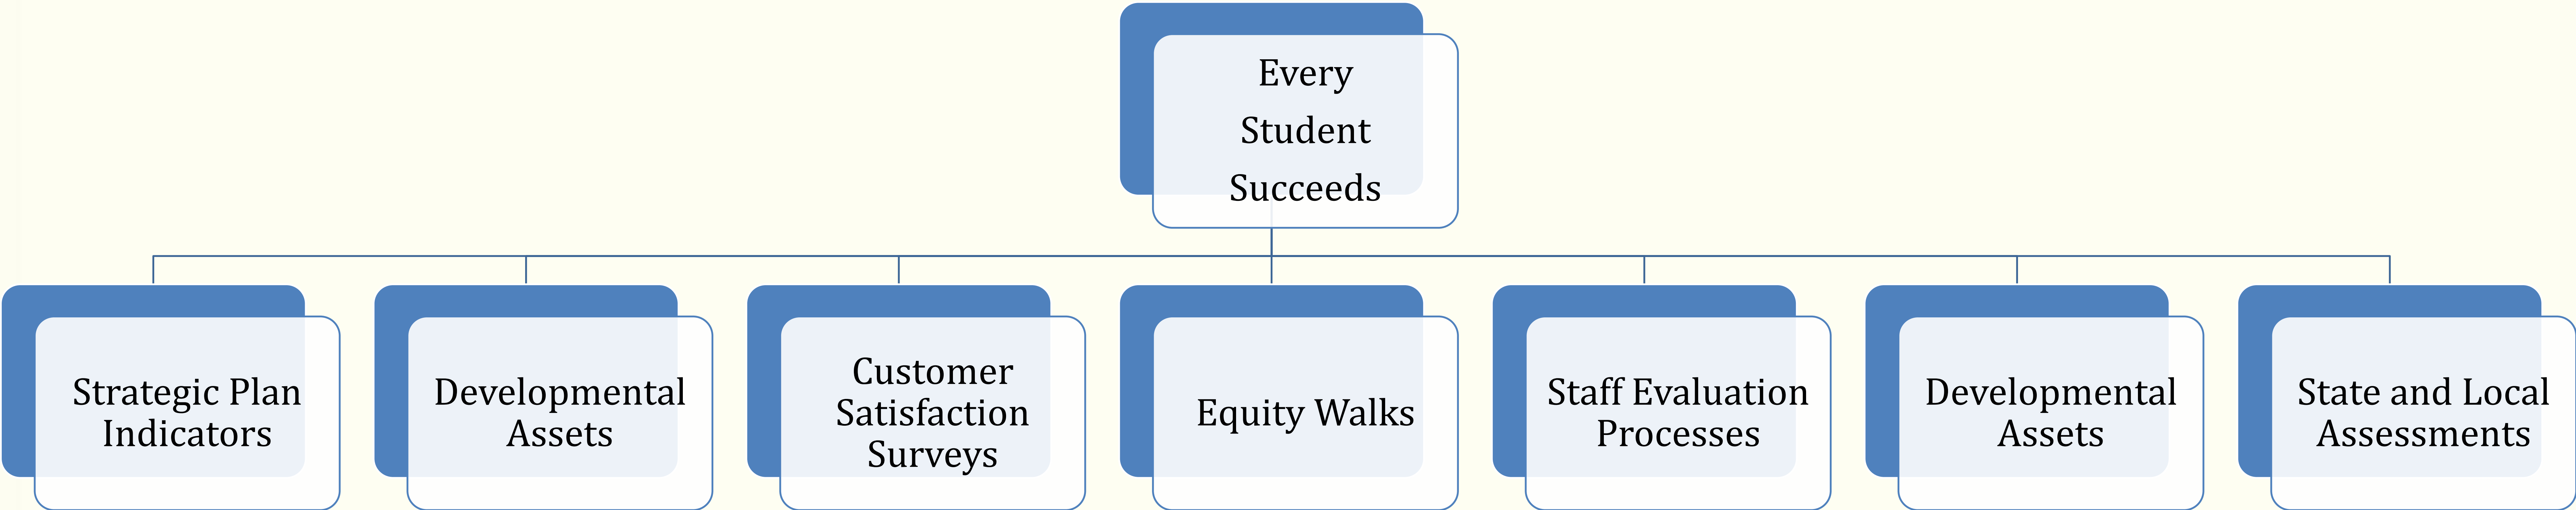 Every
Student
Succeeds
Strategic Plan
Indicators
Developmental
Assets
Customer
Satisfaction
Surveys
Equity Walks
Staff Evaluation
Processes
Developmental
Assets
State and Local
Assessments